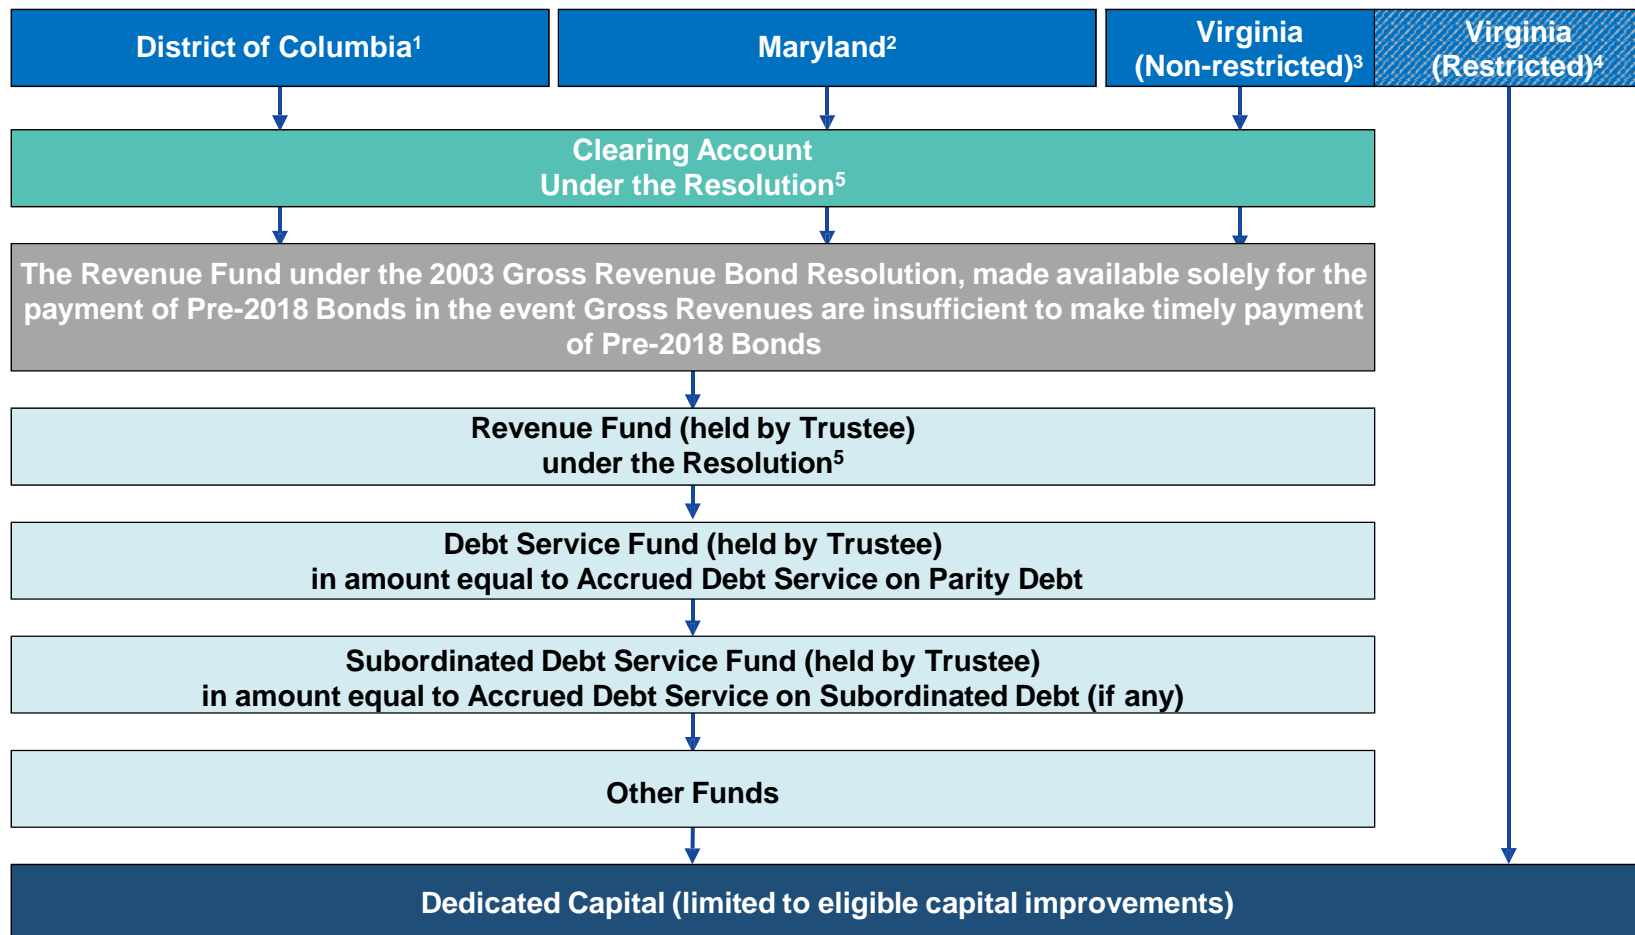 District of Columbia¹
Maryland²
Virginia
(Non-restricted)³
Virginia
(Restricted)⁴
Clearing Account
Under the Resolution⁵
The Revenue Fund under the 2003 Gross Revenue Bond Resolution, made available solely for the
payment of Pre-2018 Bonds in the event Gross Revenues are insufficient to make timely payment
of Pre-2018 Bonds
Revenue Fund (held by Trustee)
under the Resolution⁵
Debt Service Fund (held by Trustee)
in amount equal to Accrued Debt Service on Parity Debt
Subordinated Debt Service Fund (held by Trustee)
in amount equal to Accrued Debt Service on Subordinated Debt (if any)
Other Funds
Dedicated Capital (limited to eligible capital improvements)